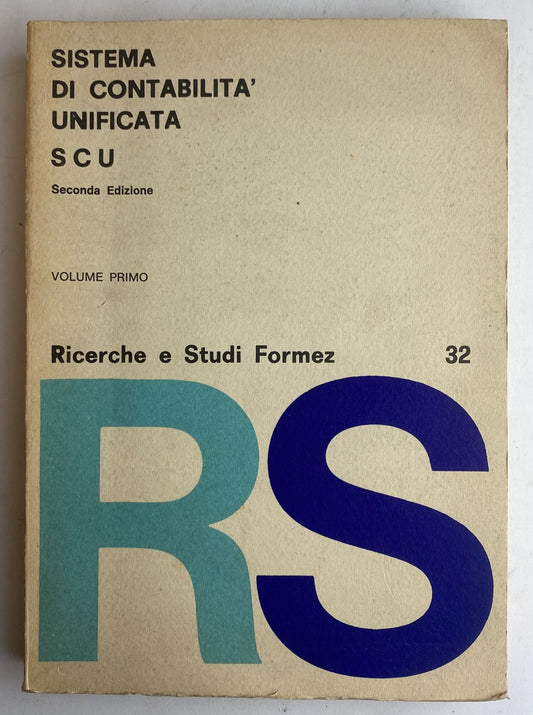 SISTEMA
DI CONTABILITA'
UNIFICATA
SCU
Seconda Edizione
VOLUME PRIMO
Ricerche e Studi Formez 32
RS